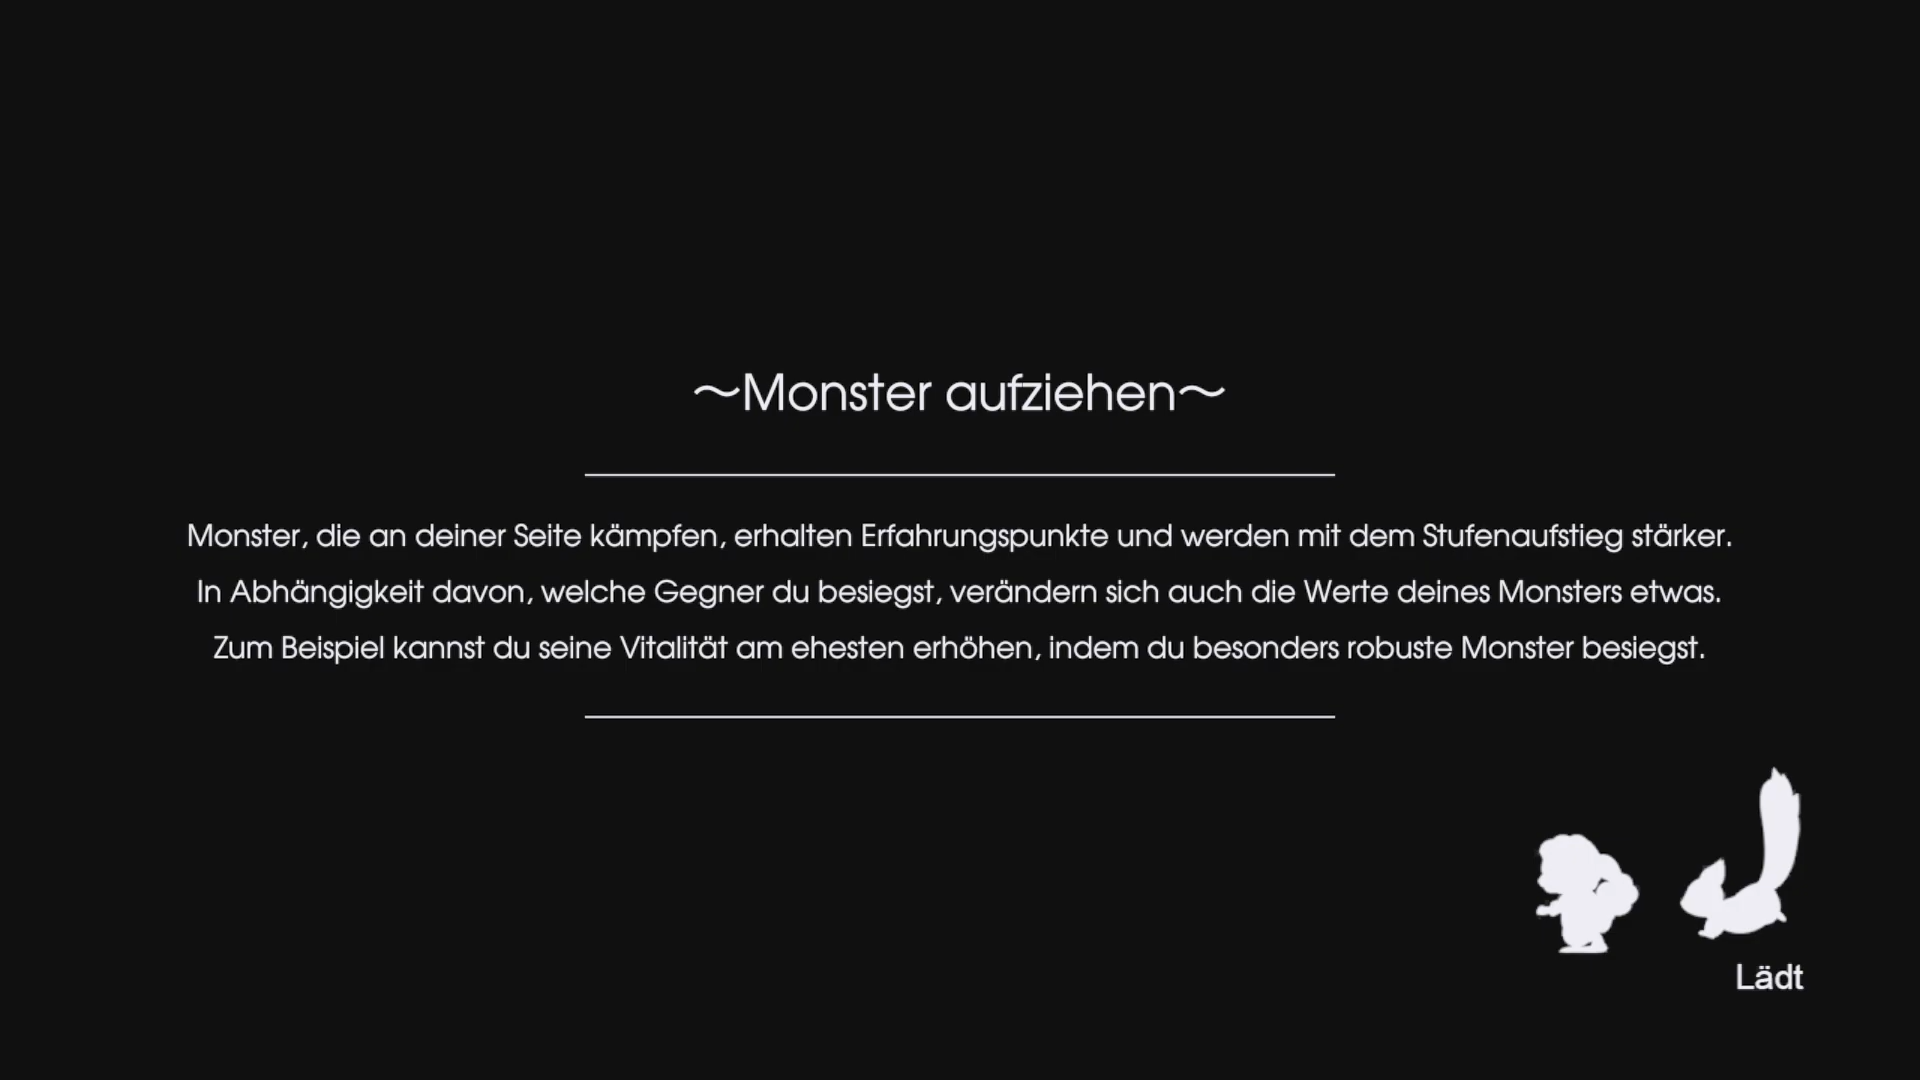 ～Monster aufziehen～
Monster, die an deiner Seite kämpfen, erhalten Erfahrungspunkte und werden mit dem Stufenaufstieg stärker.
In Abhängigkeit davon, welche Gegner du besiegst, verändern sich auch die Werte deines Monsters etwas.
Zum Beispiel kannst du seine Vitalität am ehesten erhöhen, indem du besonders robuste Monster besiegst.
Lädt